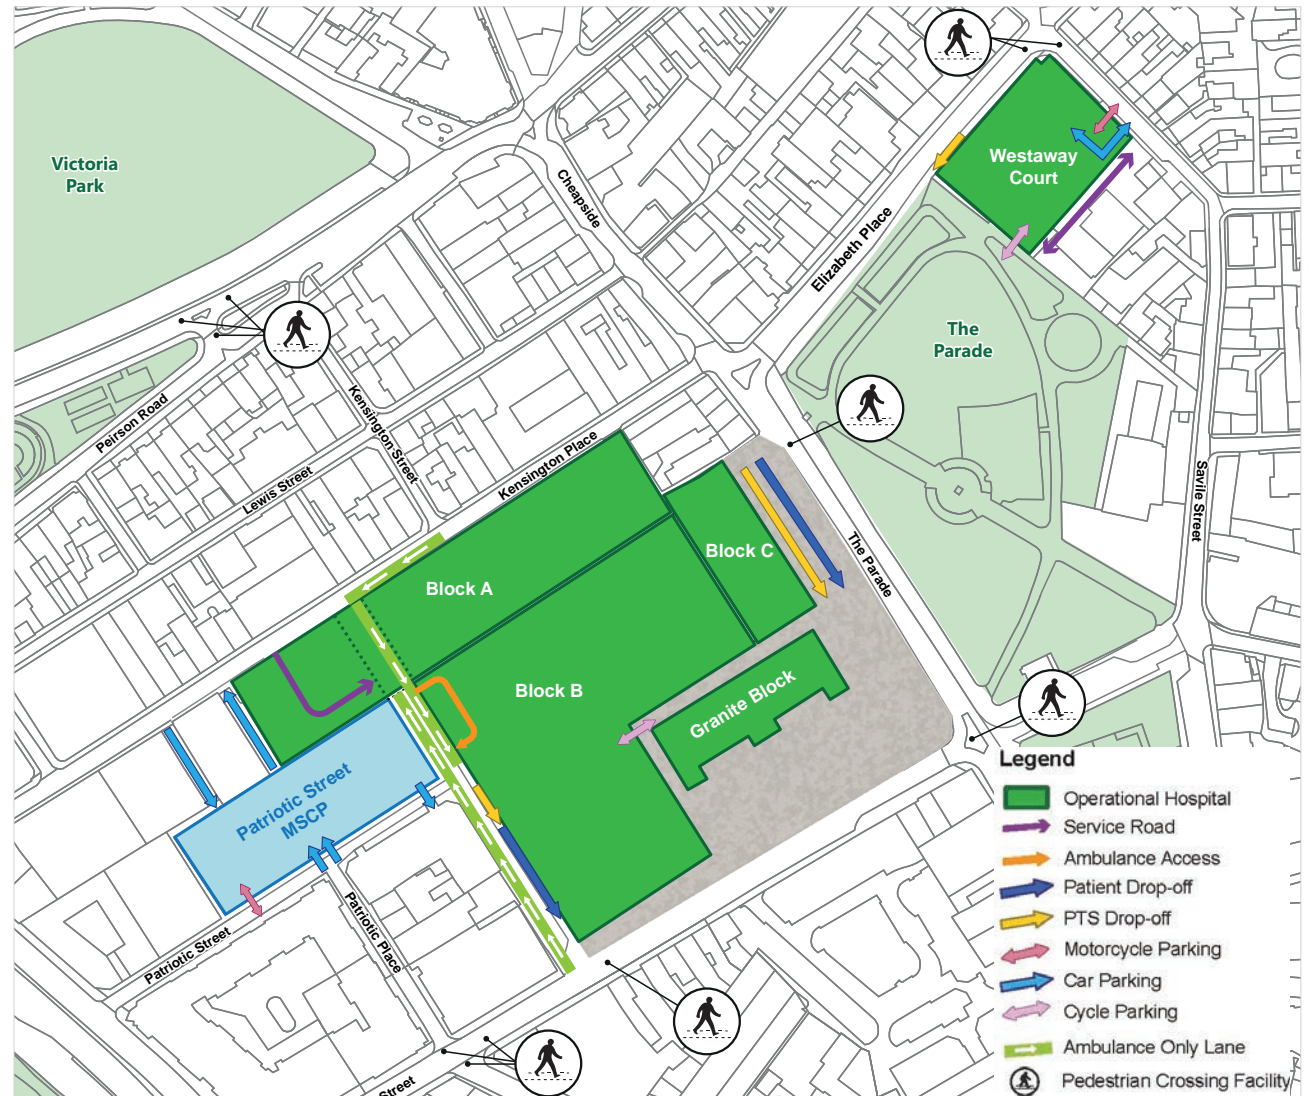 Victoria
Park
Cheapside
Elizabeth Place
Westaway
Court
The
Parade
Peirson Road
Kensington Street
Lewis Street
Kensington Place
Savile Street
The Parade
Block A
Block C
Block B
Granite Block
Patriotic Street
MSCP
Patriotic Street
Patriotic Place
Street
Legend
Operational Hospital
Service Road
Ambulance Access
Patient Drop-off
PTS Drop-off
Motorcycle Parking
Car Parking
Cycle Parking
Ambulance Only Lane
Pedestrian Crossing Facility